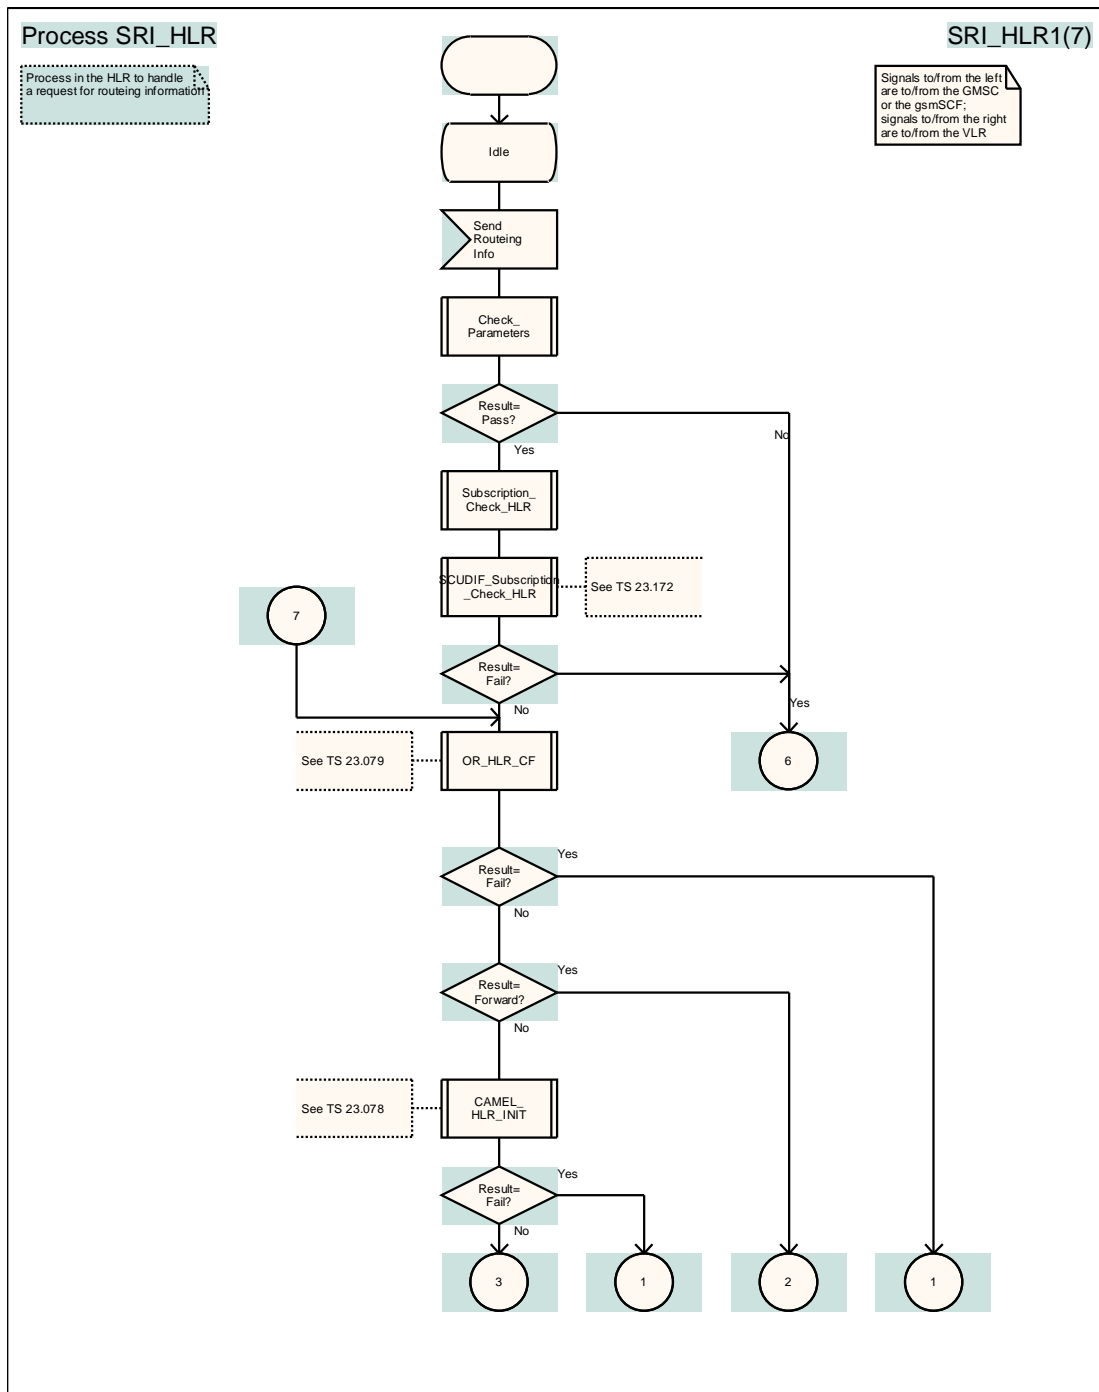 Process SRI_HLR
SRI_HLR1(7)
Process in the HLR to handle
a request for routeing information
Signals to/from the left
are to/from the GMSC
or the gsmSCF;
signals to/from the right
are to/from the VLR
Idle
Send
Routeing
Info
Check_
Parameters
Result=
Pass?
No
Yes
Subscription_
Check_HLR
SCUDIF_Subscription
_Check_HLR
See TS 23.172
7
Result=
Fail?
Yes
No
See TS 23.079
OR_HLR_CF
6
Result=
Fail?
Yes
No
Result=
Forward?
Yes
No
See TS 23.078
CAMEL_
HLR_INIT
Result=
Fail?
Yes
No
3
1
2
1